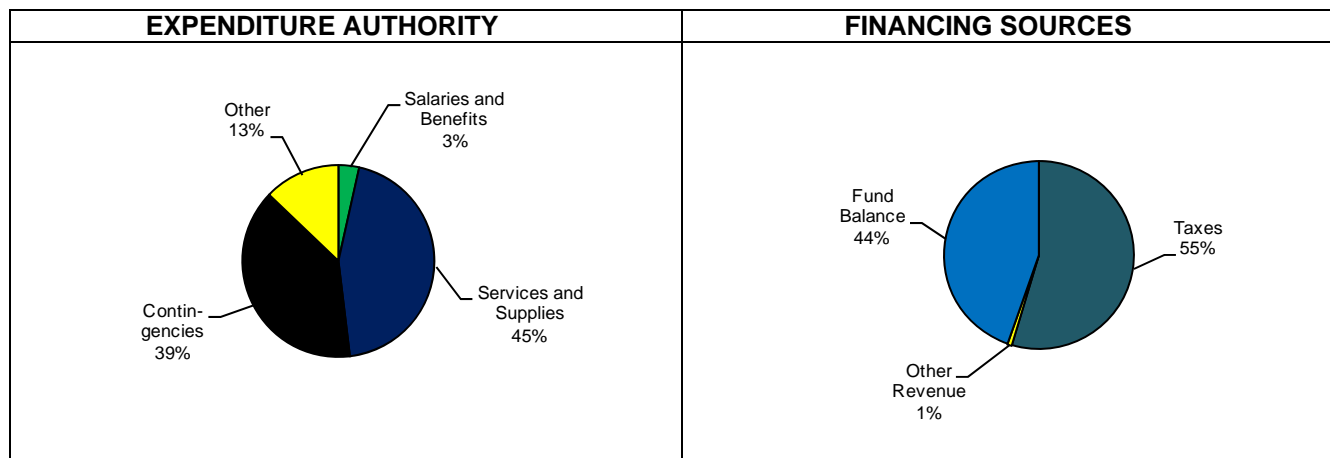 EXPENDITURE AUTHORITY
Other
13%
Salaries and
Benefits
3%
Services and
Supplies
45%
Contin-
gencies
39%
FINANCING SOURCES
Fund
Balance
44%
Taxes
55%
Other
Revenue
1%